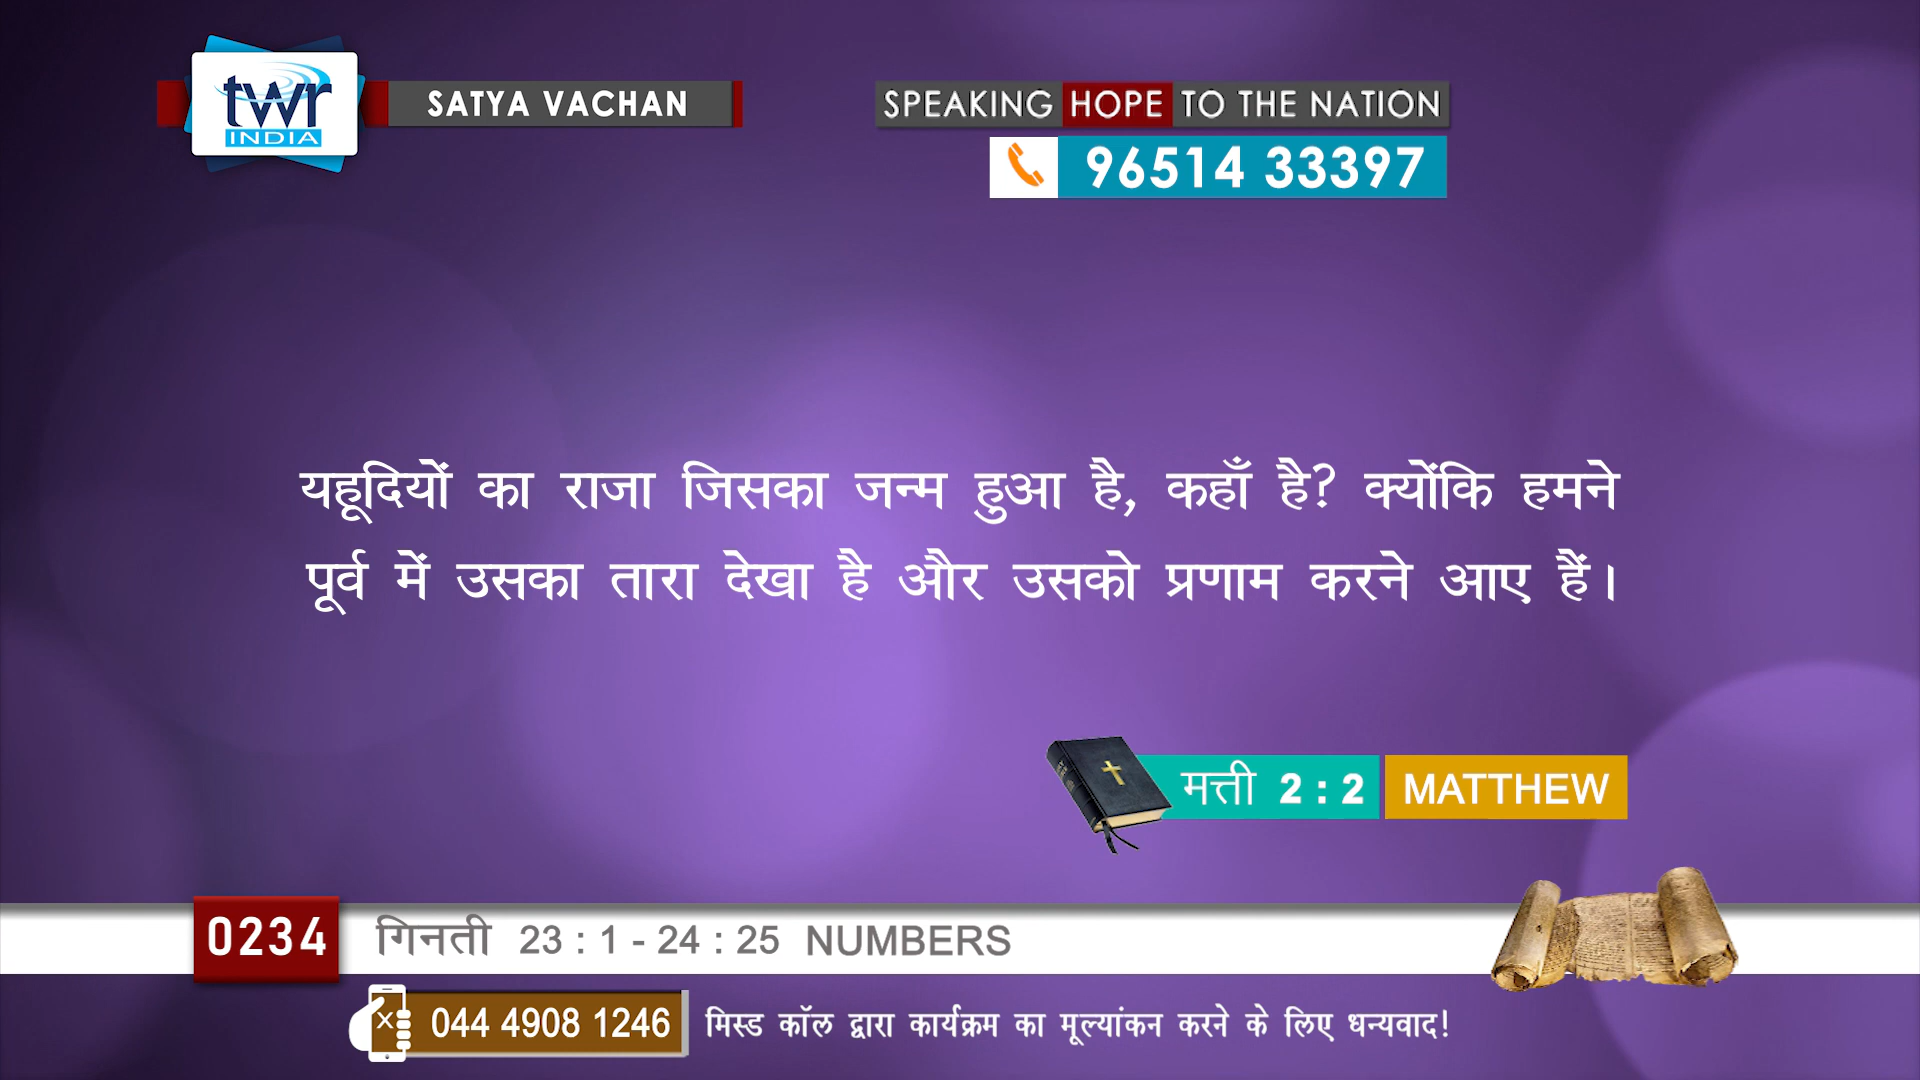 twr
INDIA
SATYA VACHAN
SPEAKING HOPE TO THE NATION
96514 33397
यहूदियों का राजा जिसका जन्म हुआ है, कहाँ है? क्योंकि हमने
पूर्व में उसका तारा देखा है और उसको प्रणाम करने आए हैं।
मत्ती 2 : 2 MATTHEW
0234 गिनती 23 : 1 - 24 : 25 NUMBERS
044 4908 1246 मिस्ड कॉल द्वारा कार्यक्रम का मूल्यांकन करने के लिए धन्यवाद!